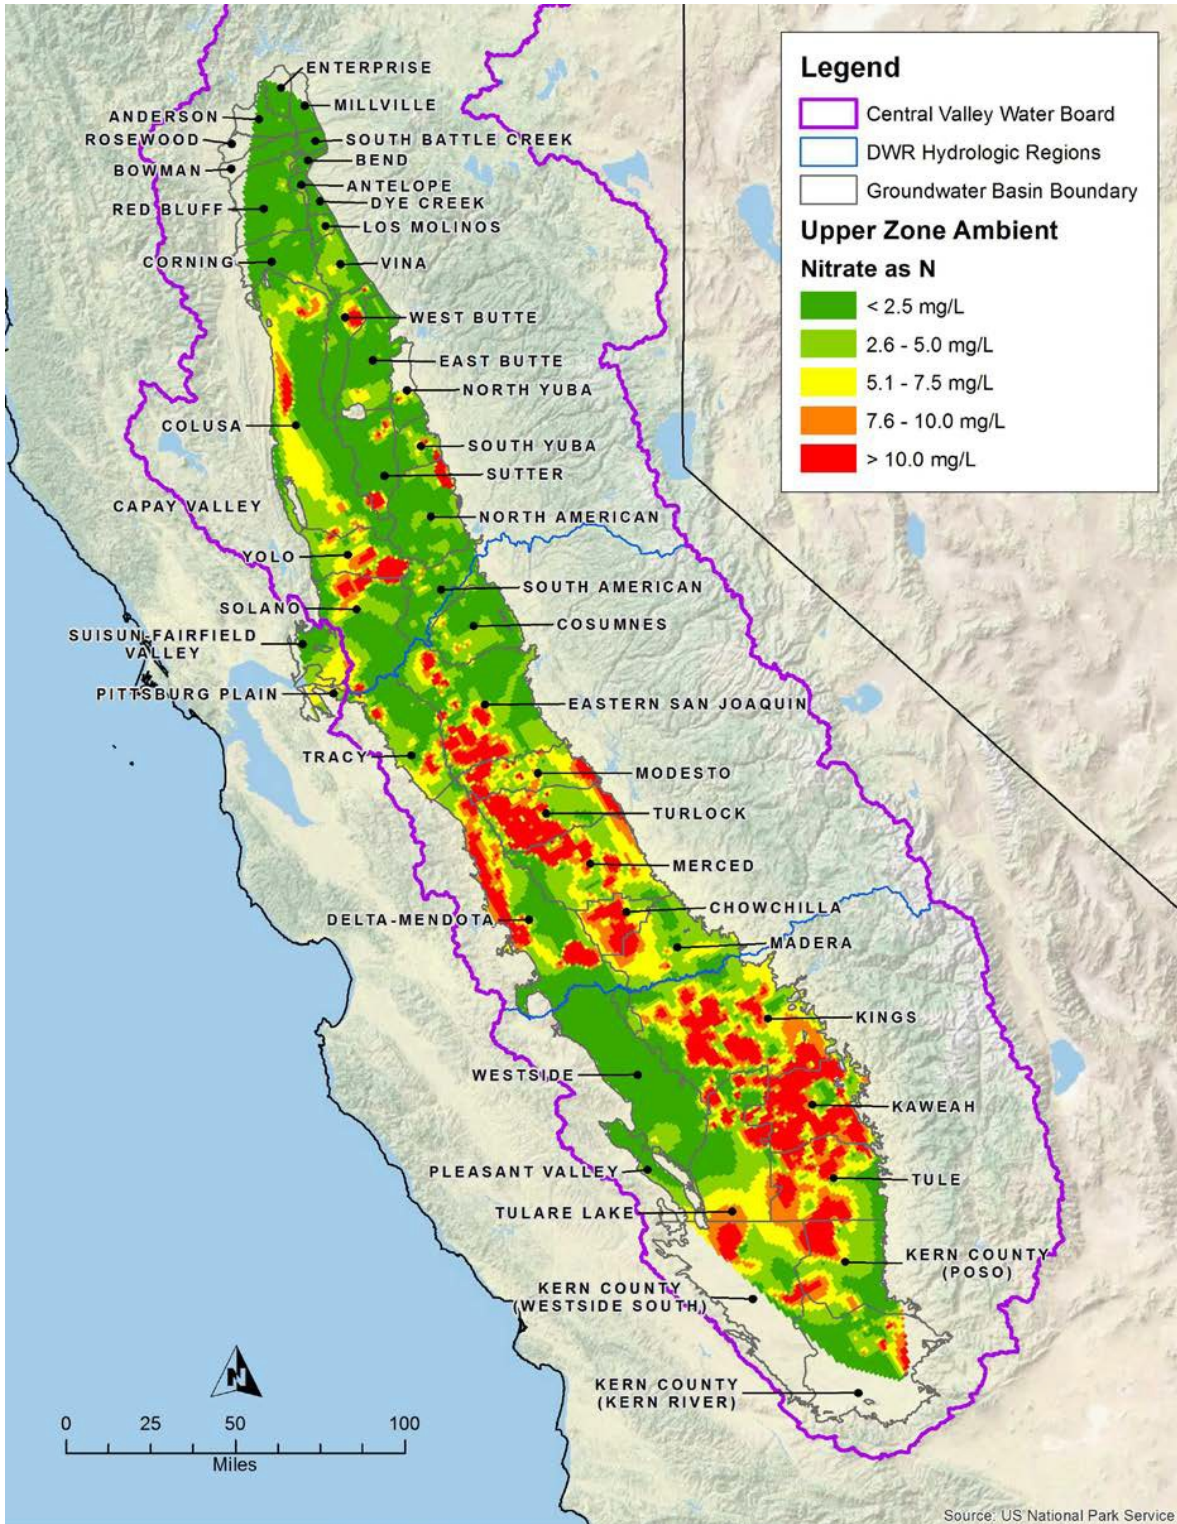 Legend
Central Valley Water Board
DWR Hydrologic Regions
Groundwater Basin Boundary
Upper Zone Ambient
Nitrate as N
< 2.5 mg/L
2.6 - 5.0 mg/L
5.1 - 7.5 mg/L
7.6 - 10.0 mg/L
> 10.0 mg/L
ENTERPRISE
MILLVILLE
ANDERSON
ROSEWOOD
SOUTH BATTLE CREEK
BEND
BOWMAN
ANTELOPE
DYE CREEK
RED BLUFF
LOS MOLINOS
CORNING
VINA
WEST BUTTE
EAST BUTTE
NORTH YUBA
COLUSA
SOUTH YUBA
SUTTER
CAPAY VALLEY
NORTH AMERICAN
YOLO
SOUTH AMERICAN
SOLANO
COSUMNES
SUISUN-FAIRFIELD
VALLEY
PITTSBURG PLAIN
EASTERN SAN JOAQUIN
TRACY
MODESTO
TURLOCK
MERCED
CHOWCHILLA
DELTA-MENDOTA
MADERA
KINGS
WESTSIDE
KAWEAH
PLEASANT VALLEY
TULE
TULARE LAKE
KERN COUNTY
(POSO)
KERN COUNTY
(WESTSIDE SOUTH)
KERN COUNTY
(KERN RIVER)
N
0 25 50 100
Miles
Source: US National Park Service